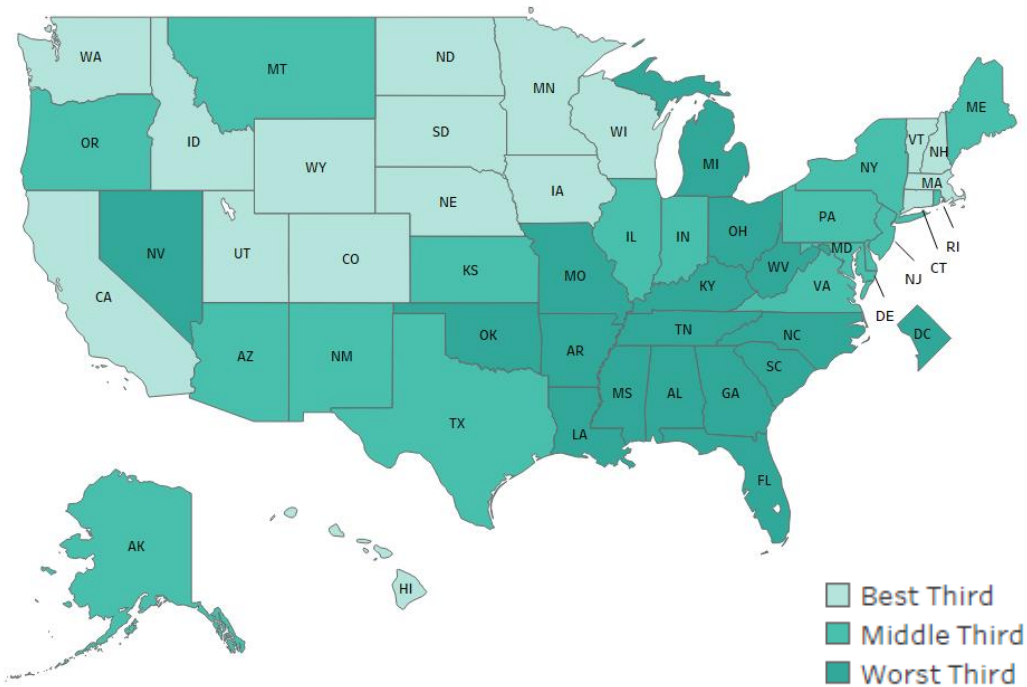 WA
MT
ND
MN
ME
OR
ID
SD
WI
VT
NH
WY
MI
NY
MA
NE
IA
PA
NV
UT
CO
IL
IN
OH
MD
RI
CT
NJ
CA
KS
MO
KY
WV
VA
DE
AZ
NM
OK
AR
TN
NC
DC
SC
TX
MS
AL
GA
LA
FL
AK
HI
Best Third
Middle Third
Worst Third